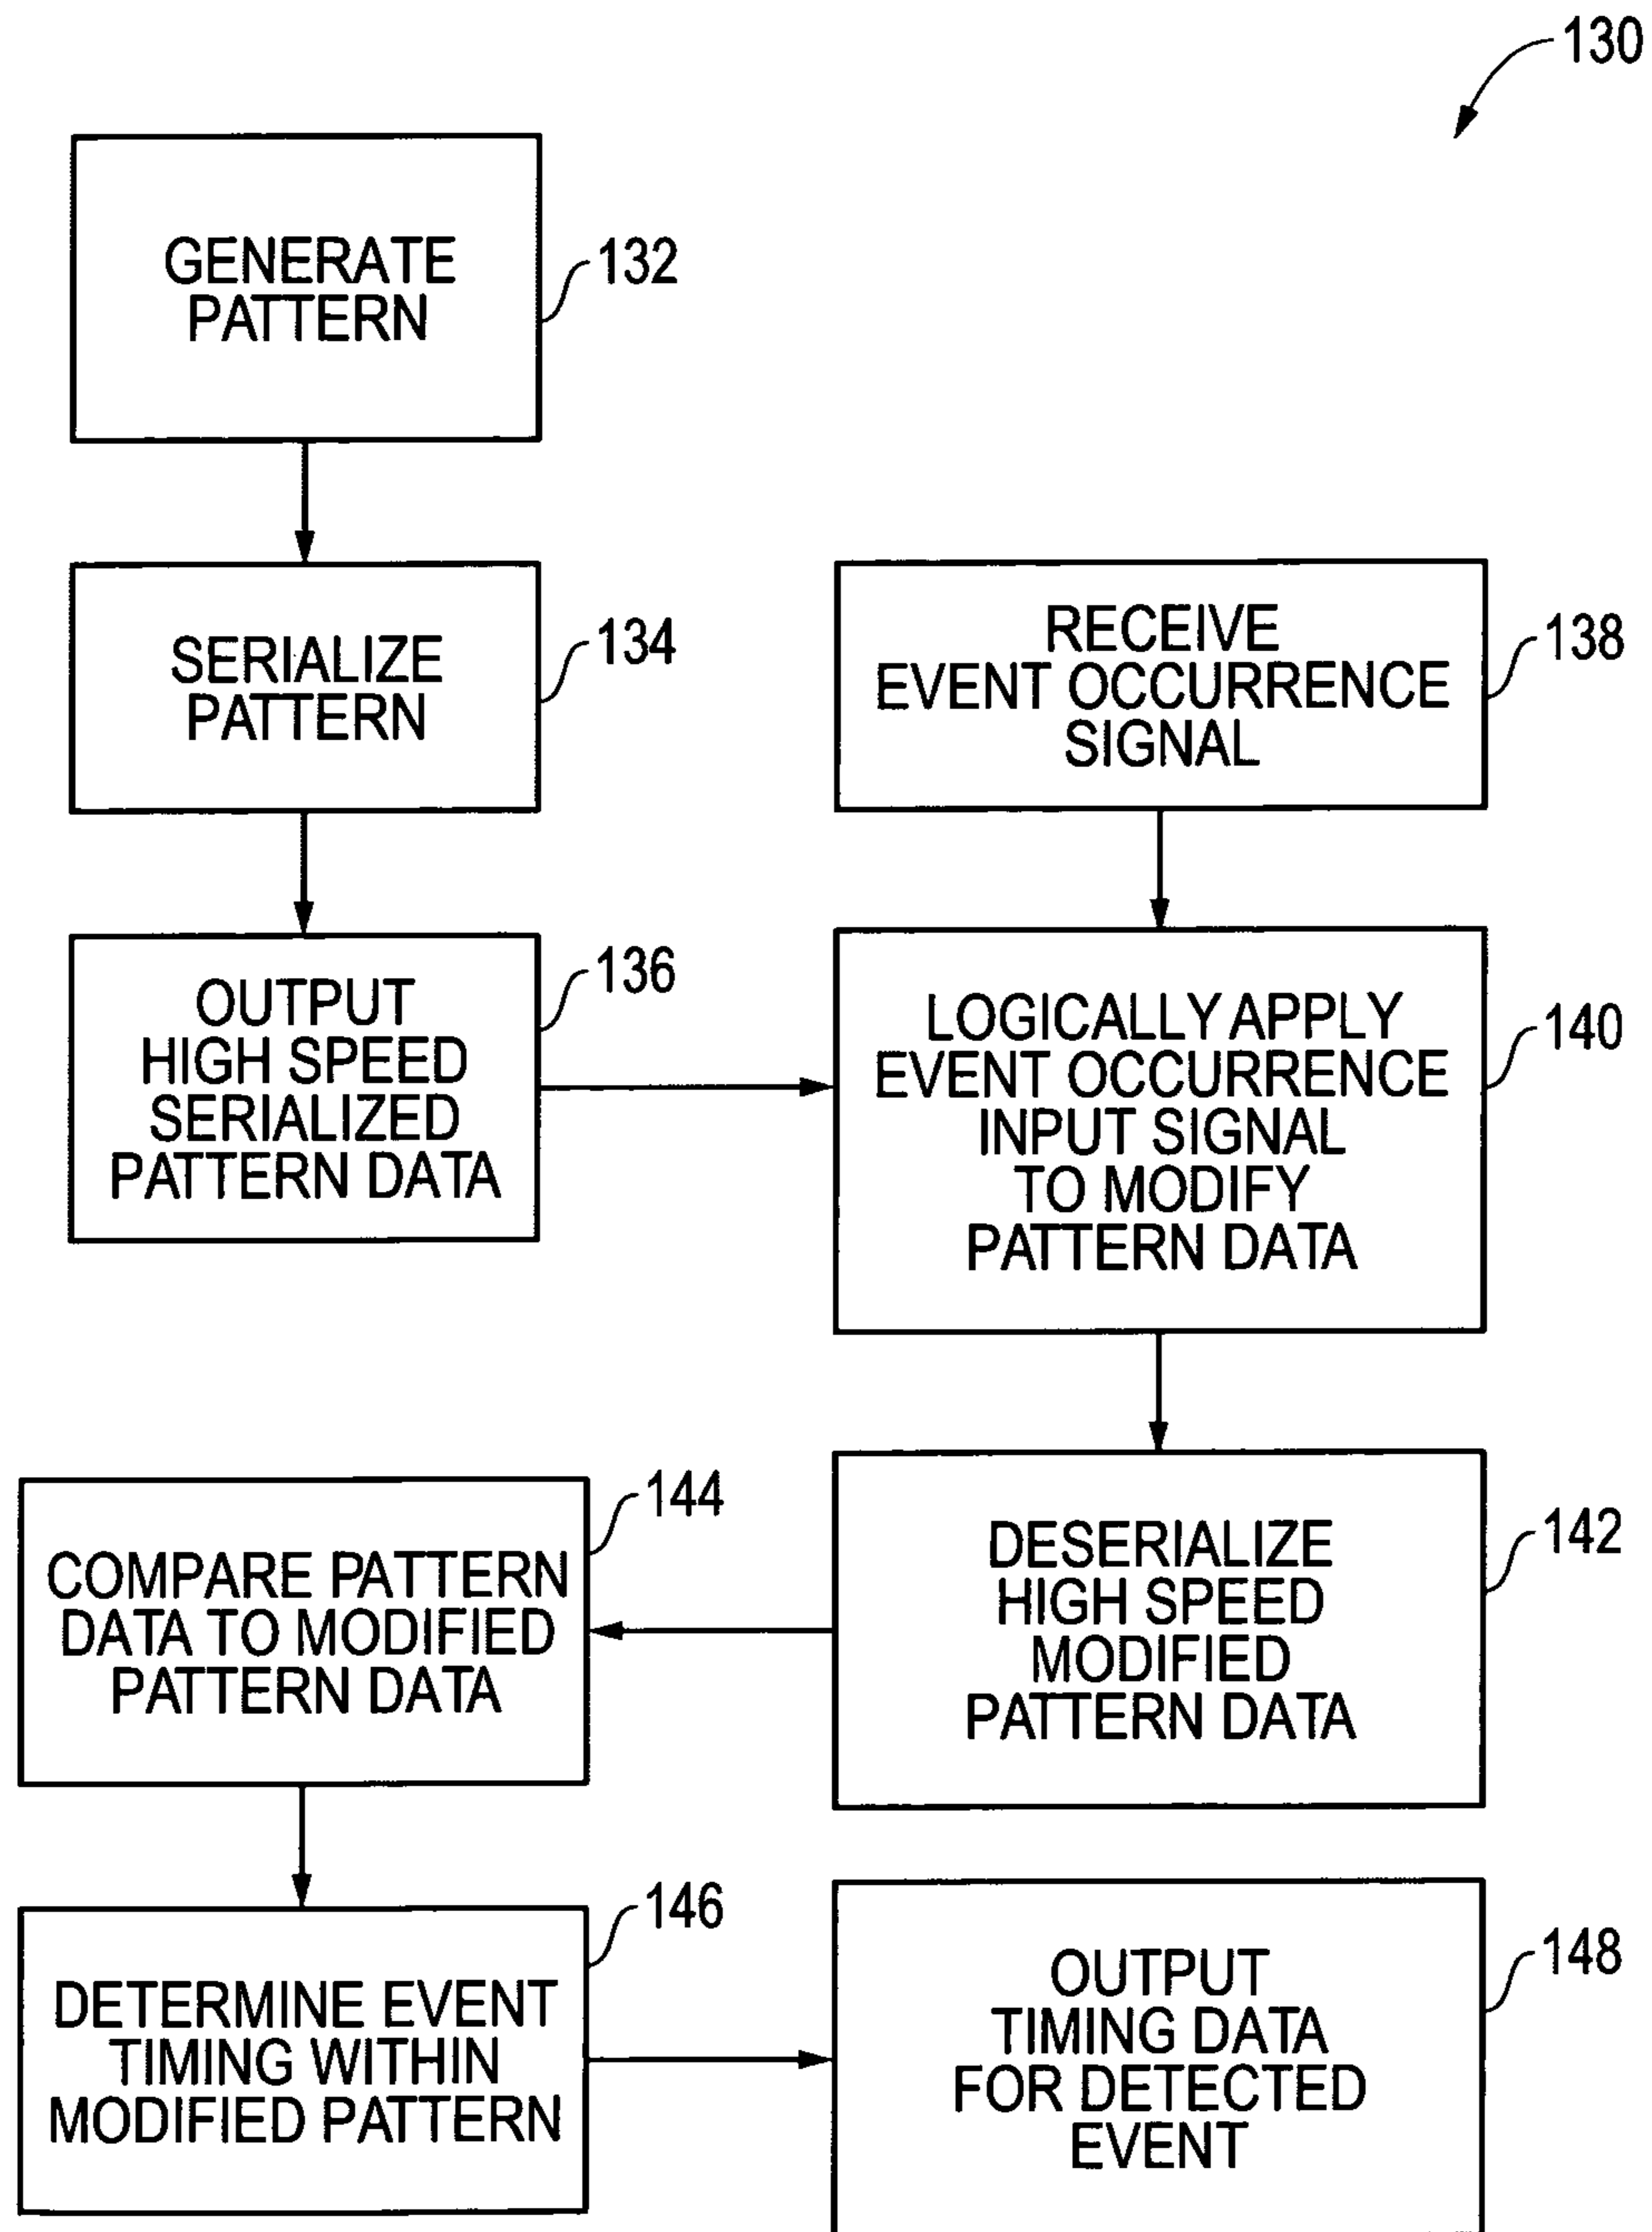 130
GENERATE
PATTERN
132
SERIALIZE
PATTERN
134
RECEIVE
EVENT OCCURRENCE
SIGNAL
138
OUTPUT
HIGH SPEED
SERIALIZED
PATTERN DATA
136
LOGICALLY APPLY
EVENT OCCURRENCE
INPUT SIGNAL
TO MODIFY
PATTERN DATA
140
DESERIALIZE
HIGH SPEED
MODIFIED
PATTERN DATA
142
COMPARE PATTERN
DATA TO MODIFIED
PATTERN DATA
144
DETERMINE EVENT
TIMING WITHIN
MODIFIED PATTERN
146
OUTPUT
TIMING DATA
FOR DETECTED
EVENT
148